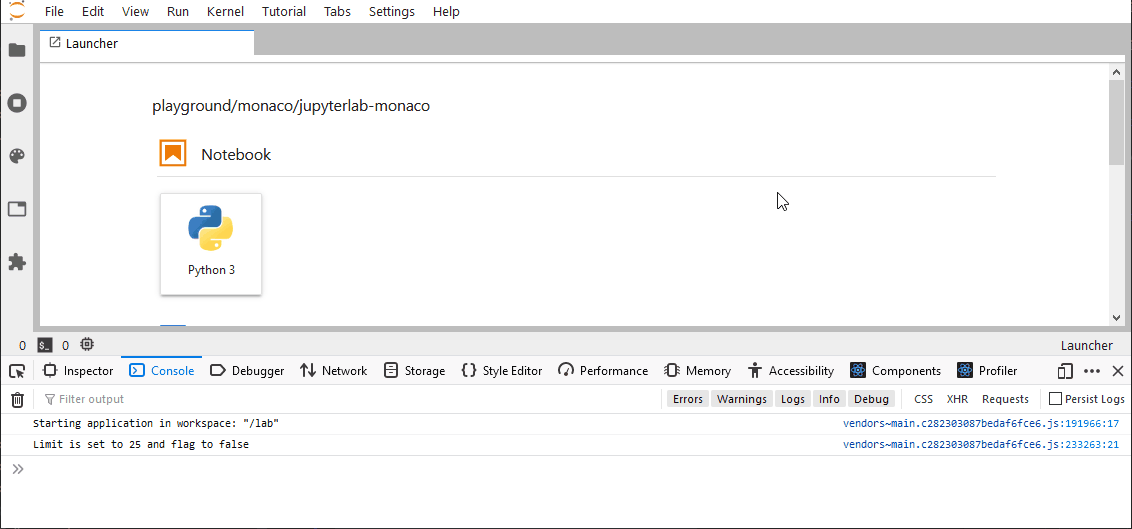 File Edit View Run Kernel Tutorial Tabs Settings Help
Launcher
playground/monaco/jupyterlab-monaco
Notebook
Python 3
0 $_ 0 Launcher
Inspector Console Debugger Network Storage Style Editor Performance Memory Accessibility Components Profiler
Filter output Errors Warnings Logs Info Debug CSS XHR Requests Persist Logs
Starting application in workspace: "/lab" vendors~main.c282303087bedaf6fce6.js:191966:17
Limit is set to 25 and flag to false vendors~main.c282303087bedaf6fce6.js:233263:21